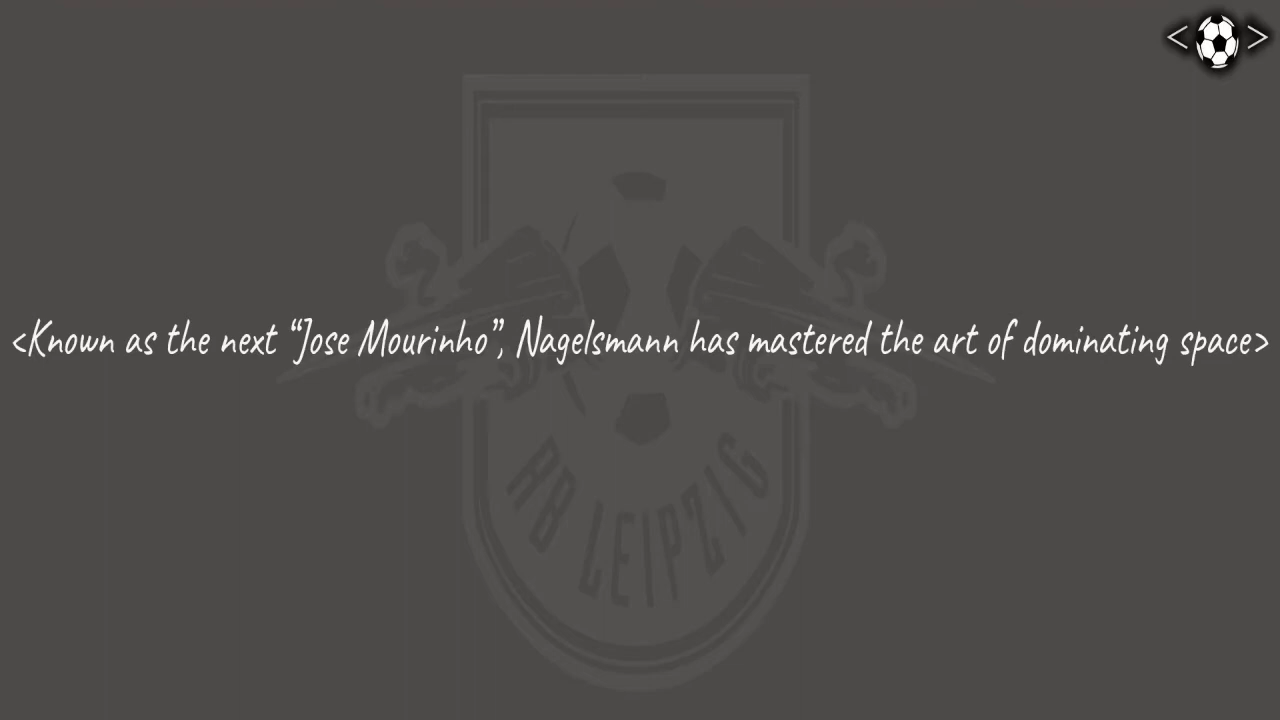 <Known as the next “Jose Mourinho”, Nagelsmann has mastered the art of dominating space>
RB LEIPZIG